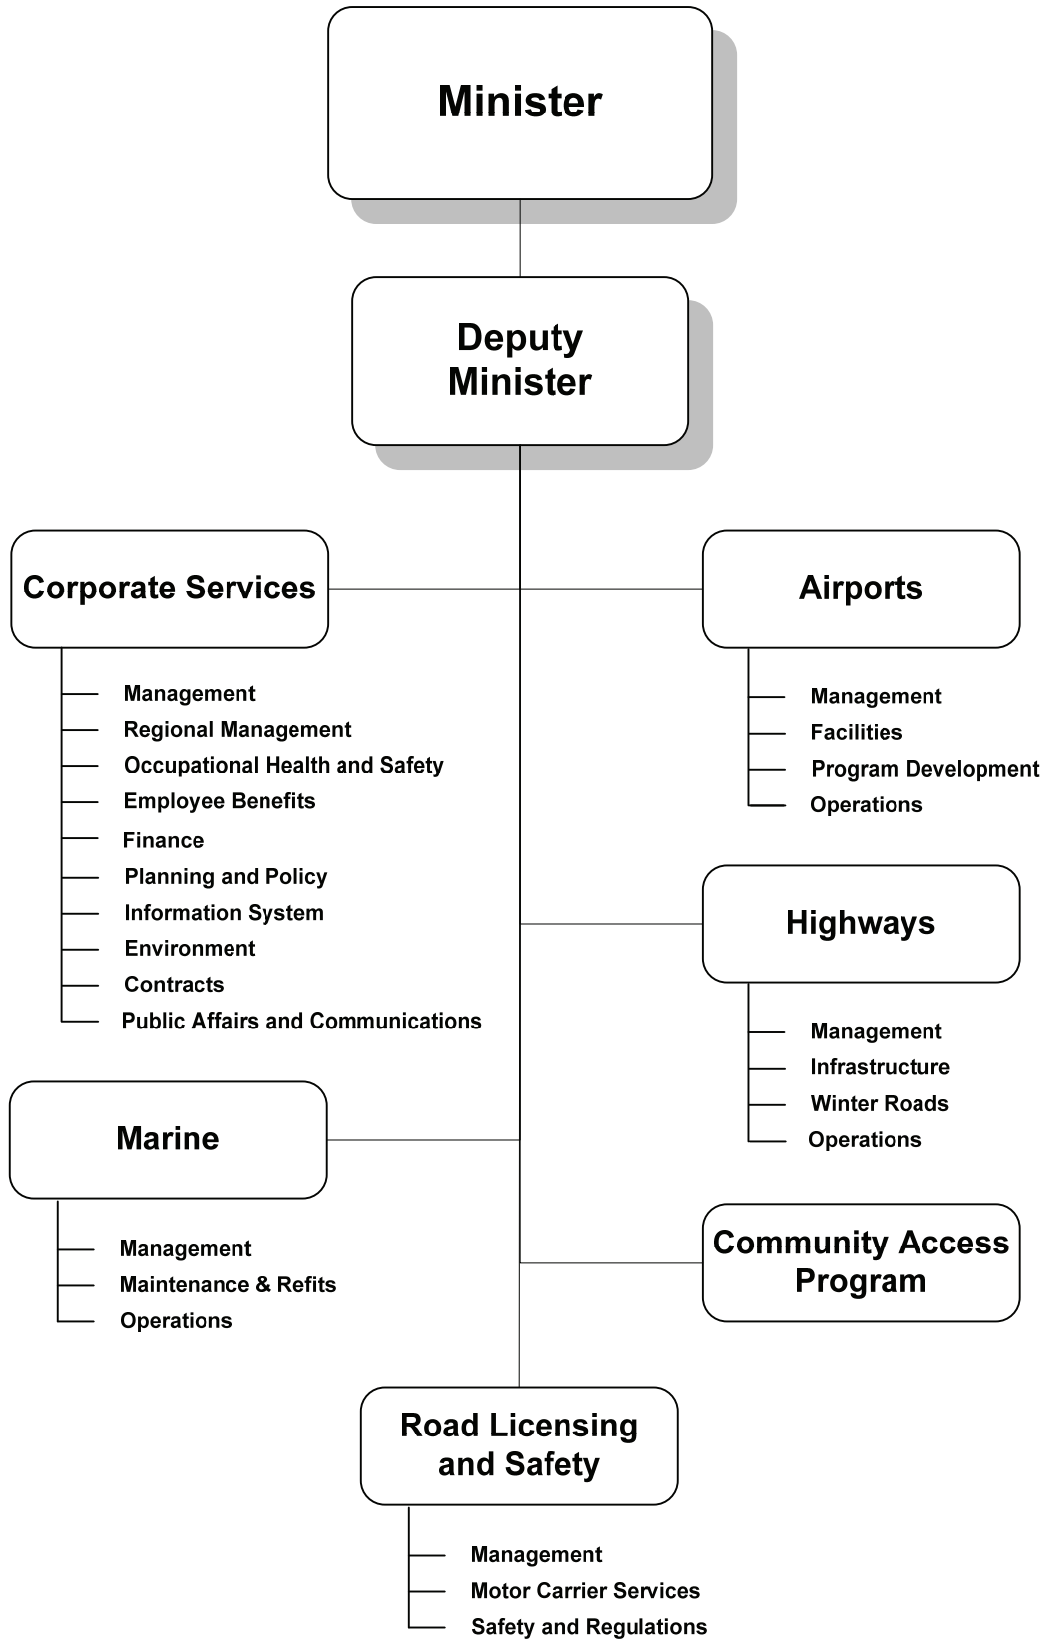 Minister
Deputy
Minister
Corporate Services
Management
Regional Management
Occupational Health and Safety
Employee Benefits
Finance
Planning and Policy
Information System
Environment
Contracts
Public Affairs and Communications
Airports
Management
Facilities
Program Development
Operations
Highways
Management
Infrastructure
Winter Roads
Operations
Marine
Management
Maintenance & Refits
Operations
Community Access
Program
Road Licensing
and Safety
Management
Motor Carrier Services
Safety and Regulations